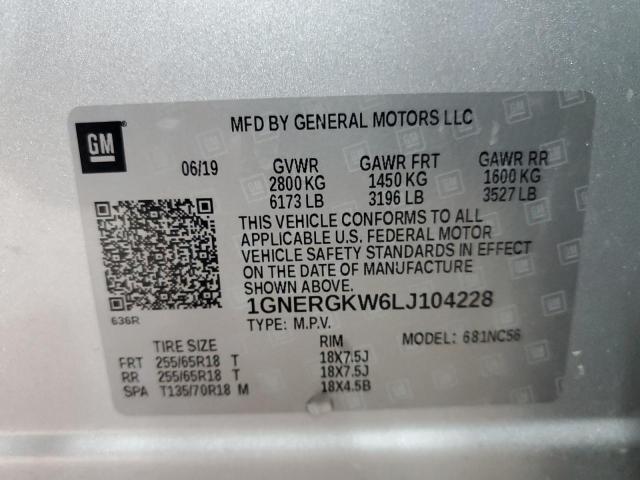 MFD BY GENERAL MOTORS LLC
GM
06/19 GVWR GAWR FRT GAWR RR
2800 KG 1450 KG 1600 KG
6173 LB 3196 LB 3527 LB
THIS VEHICLE CONFORMS TO ALL
APPLICABLE U.S. FEDERAL MOTOR
VEHICLE SAFETY STANDARDS IN EFFECT
ON THE DATE OF MANUFACTURE
SHOWN ABOVE.
1GNERGKW6LJ104228
636R
TYPE: M.P.V. MODEL: 681NC56
TIRE SIZE RIM
FRT 255/65R18 T 18X7.5J
RR 255/65R18 T 18X7.5J
SPA T135/70R18 M 18X4.5B